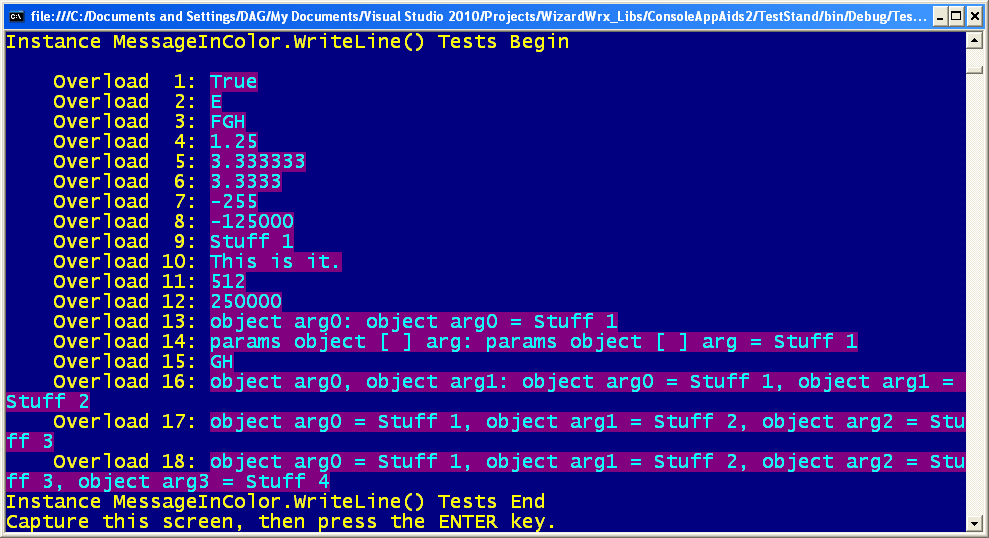 file:///C:/Documents and Settings/DAG/My Documents/Visual Studio 2010/Projects/WizardWrx_Libs/ConsoleAppAids2/TestStand/bin/Debug/Tes...
Instance MessageInColor.WriteLine() Tests Begin
    Overload  1: True
    Overload  2: E
    Overload  3: FGH
    Overload  4: 1.25
    Overload  5: 3.333333
    Overload  6: 3.3333
    Overload  7: -255
    Overload  8: -125000
    Overload  9: Stuff 1
    Overload 10: This is it.
    Overload 11: 512
    Overload 12: 250000
    Overload 13: object arg0: object arg0 = Stuff 1
    Overload 14: params object [ ] arg: params object [ ] arg = Stuff 1
    Overload 15: GH
    Overload 16: object arg0, object arg1: object arg0 = Stuff 1, object arg1 =
Stuff 2
    Overload 17: object arg0 = Stuff 1, object arg1 = Stuff 2, object arg2 = Stu
ff 3
    Overload 18: object arg0 = Stuff 1, object arg1 = Stuff 2, object arg2 = Stu
ff 3, object arg3 = Stuff 4
Instance MessageInColor.WriteLine() Tests End
Capture this screen, then press the ENTER key.